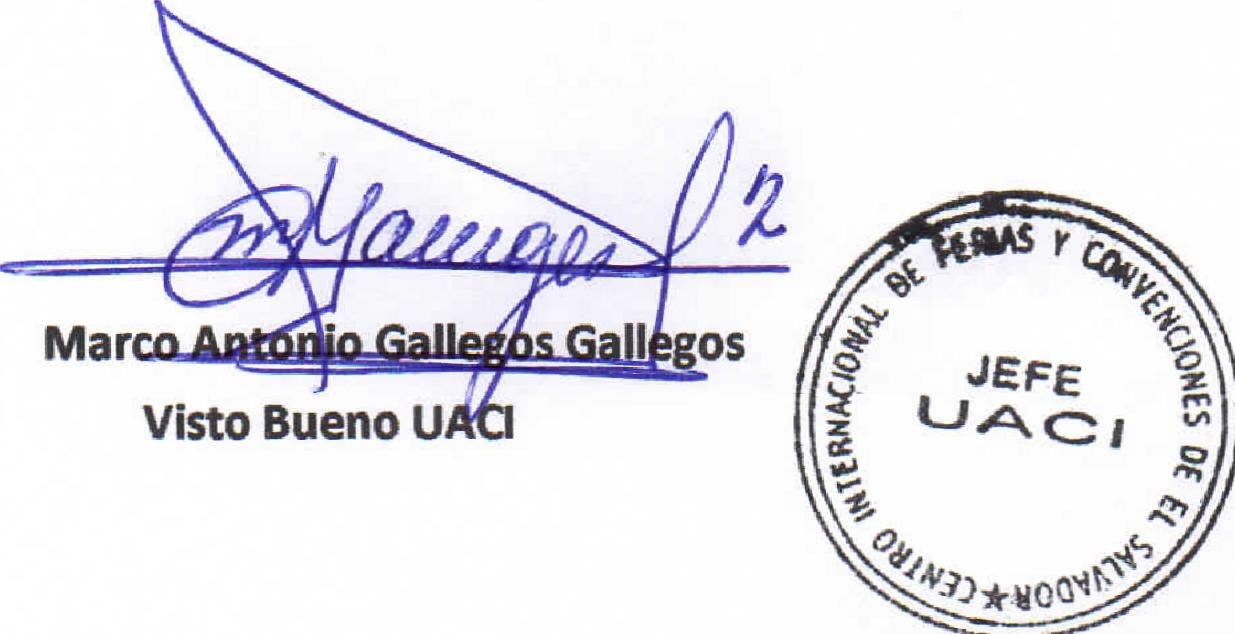 Marco Antonio Gallegos Gallegos
Visto Bueno UACI
CENTRO INTERNACIONAL DE FERIAS Y CONVENCIONES DE EL SALVADOR
JEFE
UACI